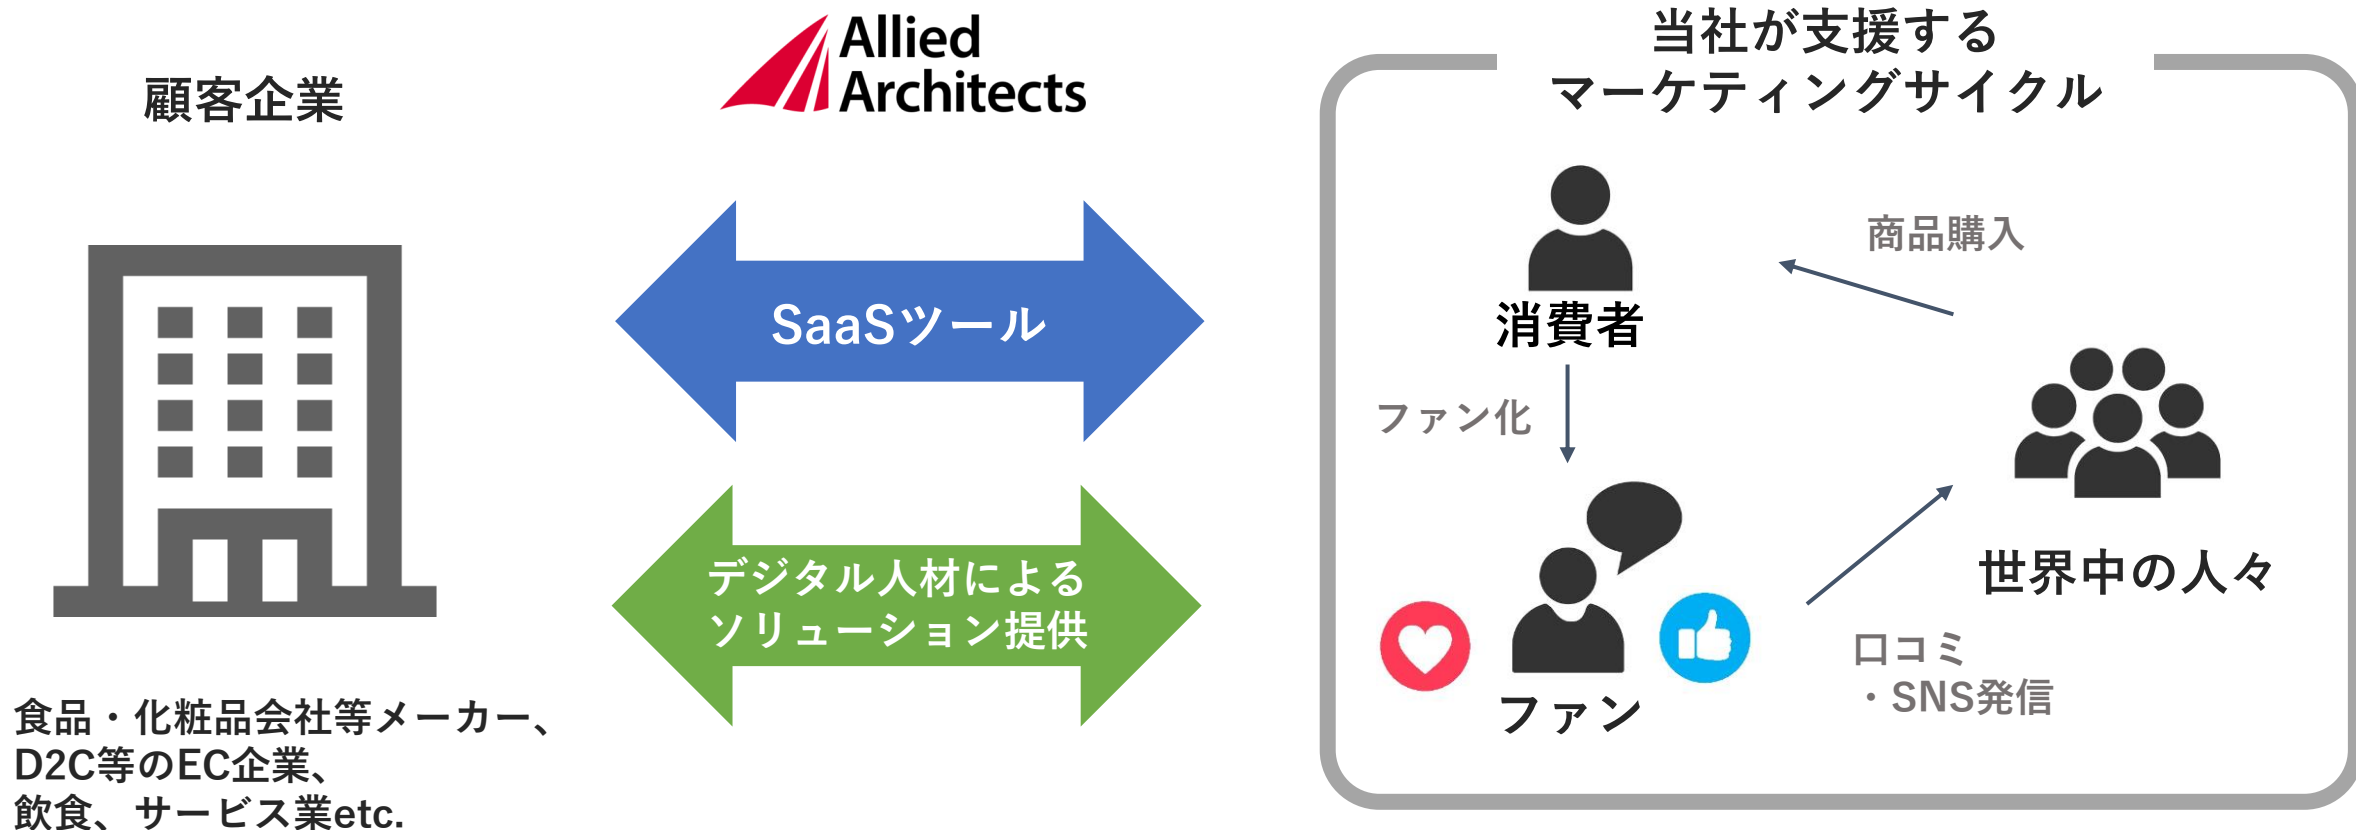 顧客企業
食品・化粧品会社等メーカー、
D2C等のEC企業、
飲食、サービス業etc.
Allied
Architects
SaaSツール
デジタル人材による
ソリューション提供
当社が支援する
マーケティングサイクル
消費者
商品購入
ファン化
世界中の人々
ファン
口コミ
・SNS発信